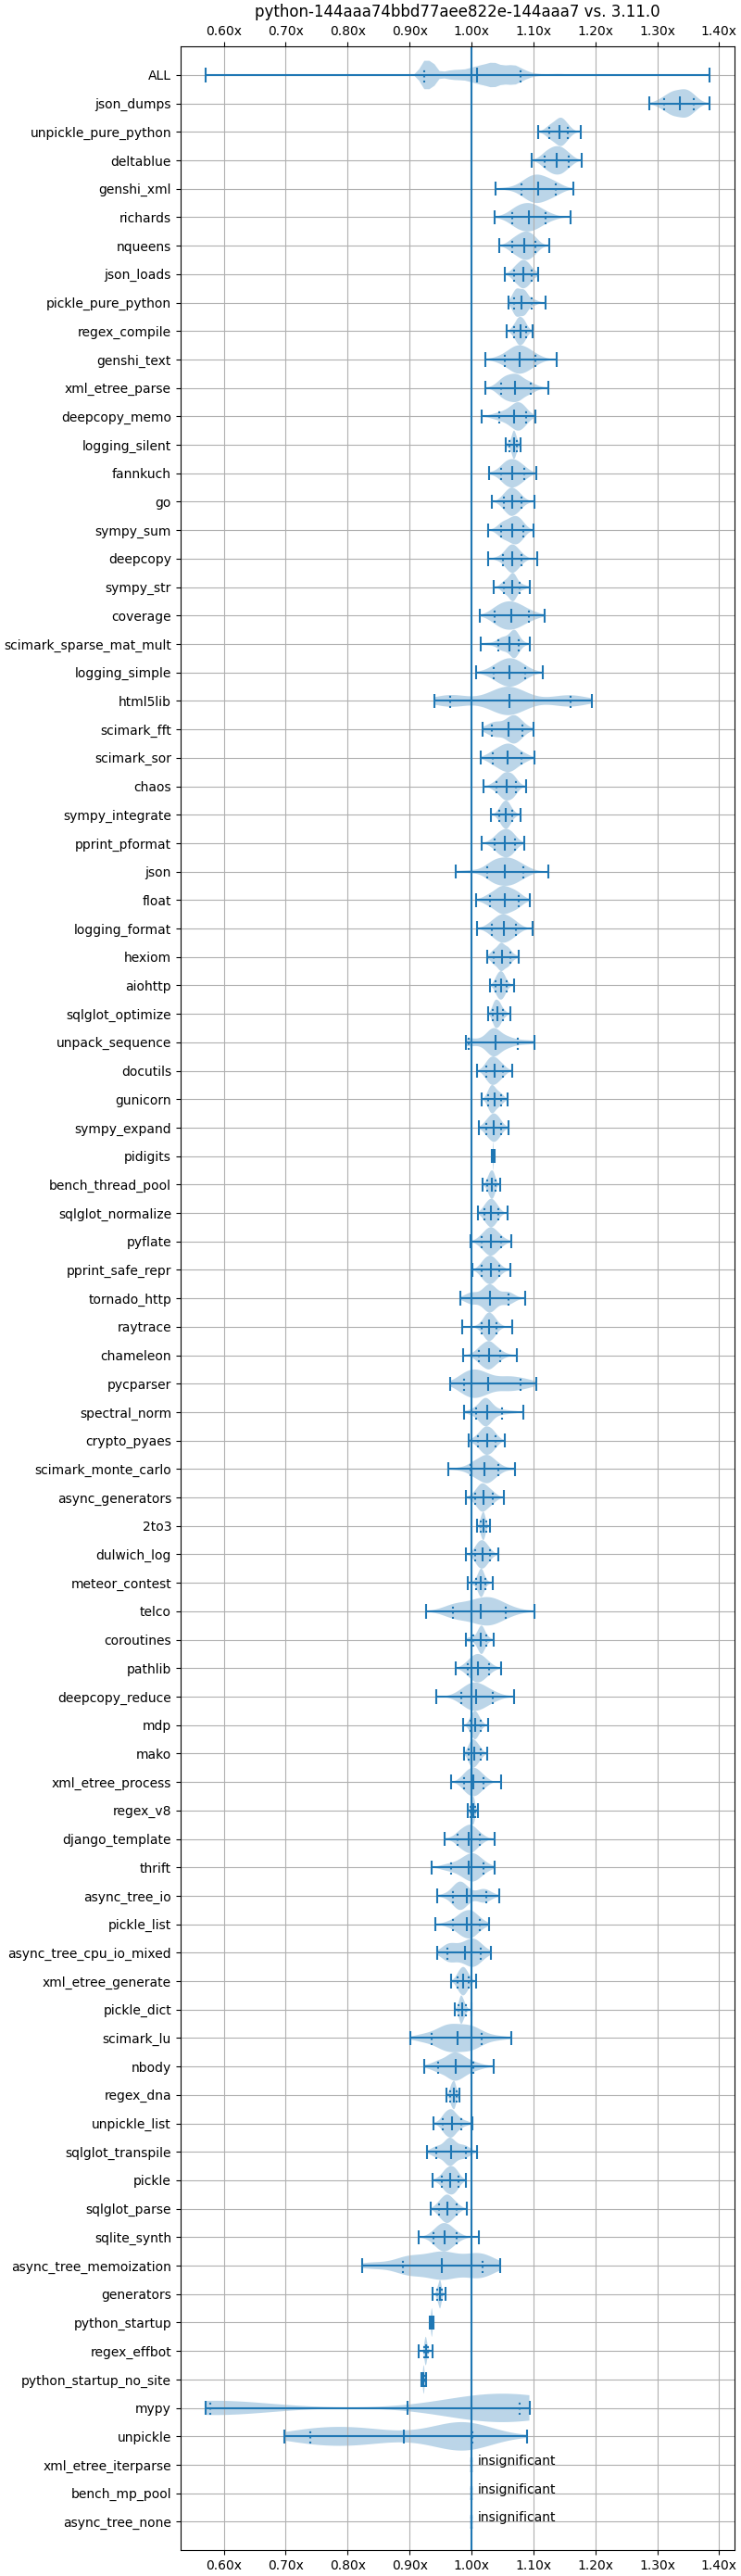 python-144aaa74bbd77aee822e-144aaa7 vs. 3.11.0
0.60x 0.70x 0.80x 0.90x 1.00x 1.10x 1.20x 1.30x 1.40x
ALL
json_dumps
unpickle_pure_python
deltablue
genshi_xml
richards
nqueens
json_loads
pickle_pure_python
regex_compile
genshi_text
xml_etree_parse
deepcopy_memo
logging_silent
fannkuch
go
sympy_sum
deepcopy
sympy_str
coverage
scimark_sparse_mat_mult
logging_simple
html5lib
scimark_fft
scimark_sor
chaos
sympy_integrate
pprint_pformat
json
float
logging_format
hexiom
aiohttp
sqlglot_optimize
unpack_sequence
docutils
gunicorn
sympy_expand
pidigits
bench_thread_pool
sqlglot_normalize
pyflate
pprint_safe_repr
tornado_http
raytrace
chameleon
pycparser
spectral_norm
crypto_pyaes
scimark_monte_carlo
async_generators
2to3
dulwich_log
meteor_contest
telco
coroutines
pathlib
deepcopy_reduce
mdp
mako
xml_etree_process
regex_v8
django_template
thrift
async_tree_io
pickle_list
async_tree_cpu_io_mixed
xml_etree_generate
pickle_dict
scimark_lu
nbody
regex_dna
unpickle_list
sqlglot_transpile
pickle
sqlglot_parse
sqlite_synth
async_tree_memoization
generators
python_startup
regex_effbot
python_startup_no_site
mypy
unpickle
xml_etree_iterparse insignificant
bench_mp_pool insignificant
async_tree_none insignificant
0.60x 0.70x 0.80x 0.90x 1.00x 1.10x 1.20x 1.30x 1.40x